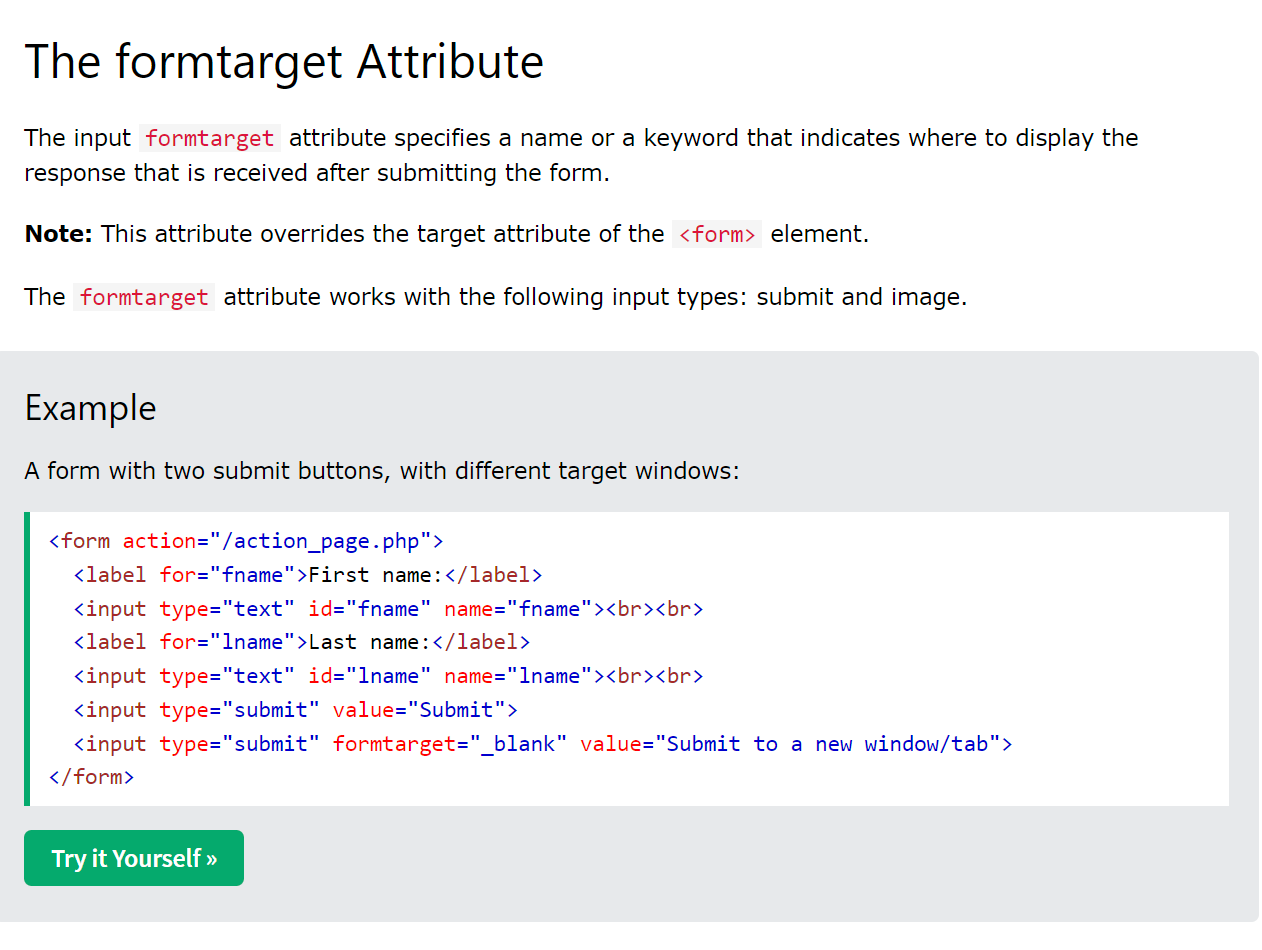 The formtarget Attribute
The input formtarget attribute specifies a name or a keyword that indicates where to display the
response that is received after submitting the form.
Note: This attribute overrides the target attribute of the <form> element.
The formtarget attribute works with the following input types: submit and image.
Example
A form with two submit buttons, with different target windows:
<form action="/action_page.php">
  <label for="fname">First name:</label>
  <input type="text" id="fname" name="fname"><br><br>
  <label for="lname">Last name:</label>
  <input type="text" id="lname" name="lname"><br><br>
  <input type="submit" value="Submit">
  <input type="submit" formtarget="_blank" value="Submit to a new window/tab">
</form>
Try it Yourself »